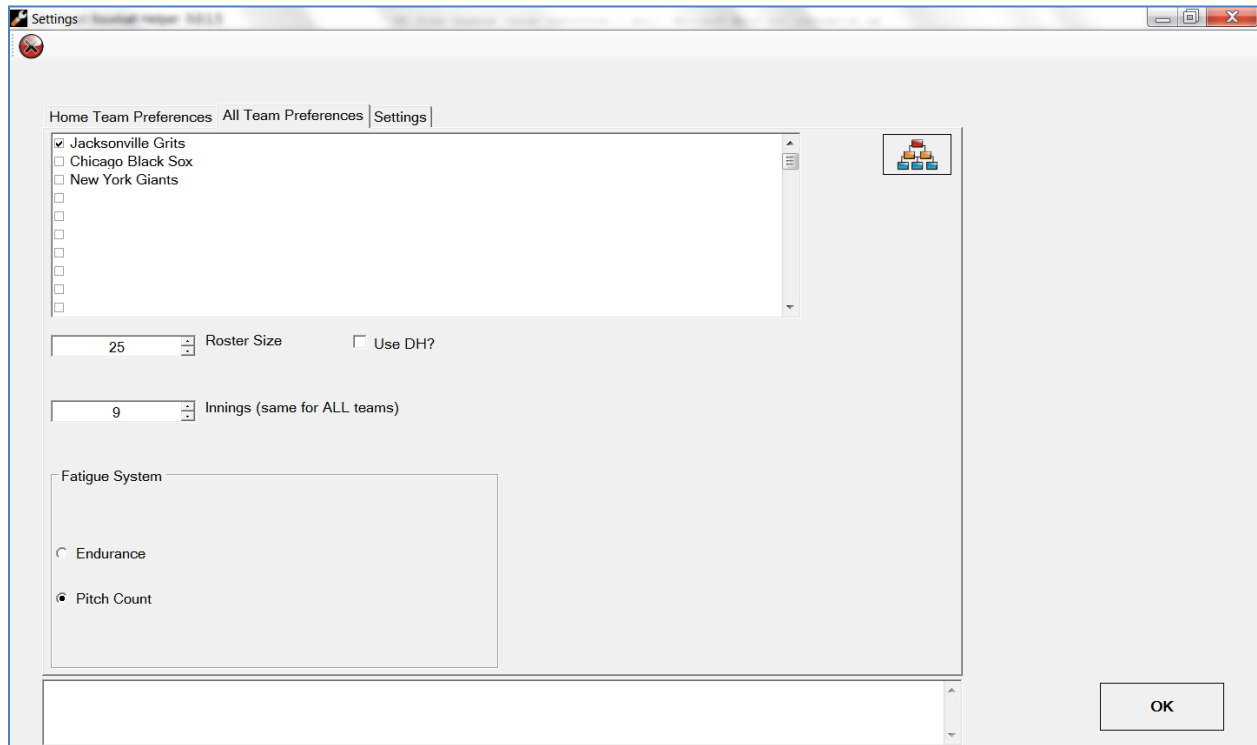 Settings
Home Team Preferences All Team Preferences Settings
Jacksonville Grits
Chicago Black Sox
New York Giants
25 Roster Size Use DH?
9 Innings (same for ALL teams)
Fatigue System
Endurance
Pitch Count
OK